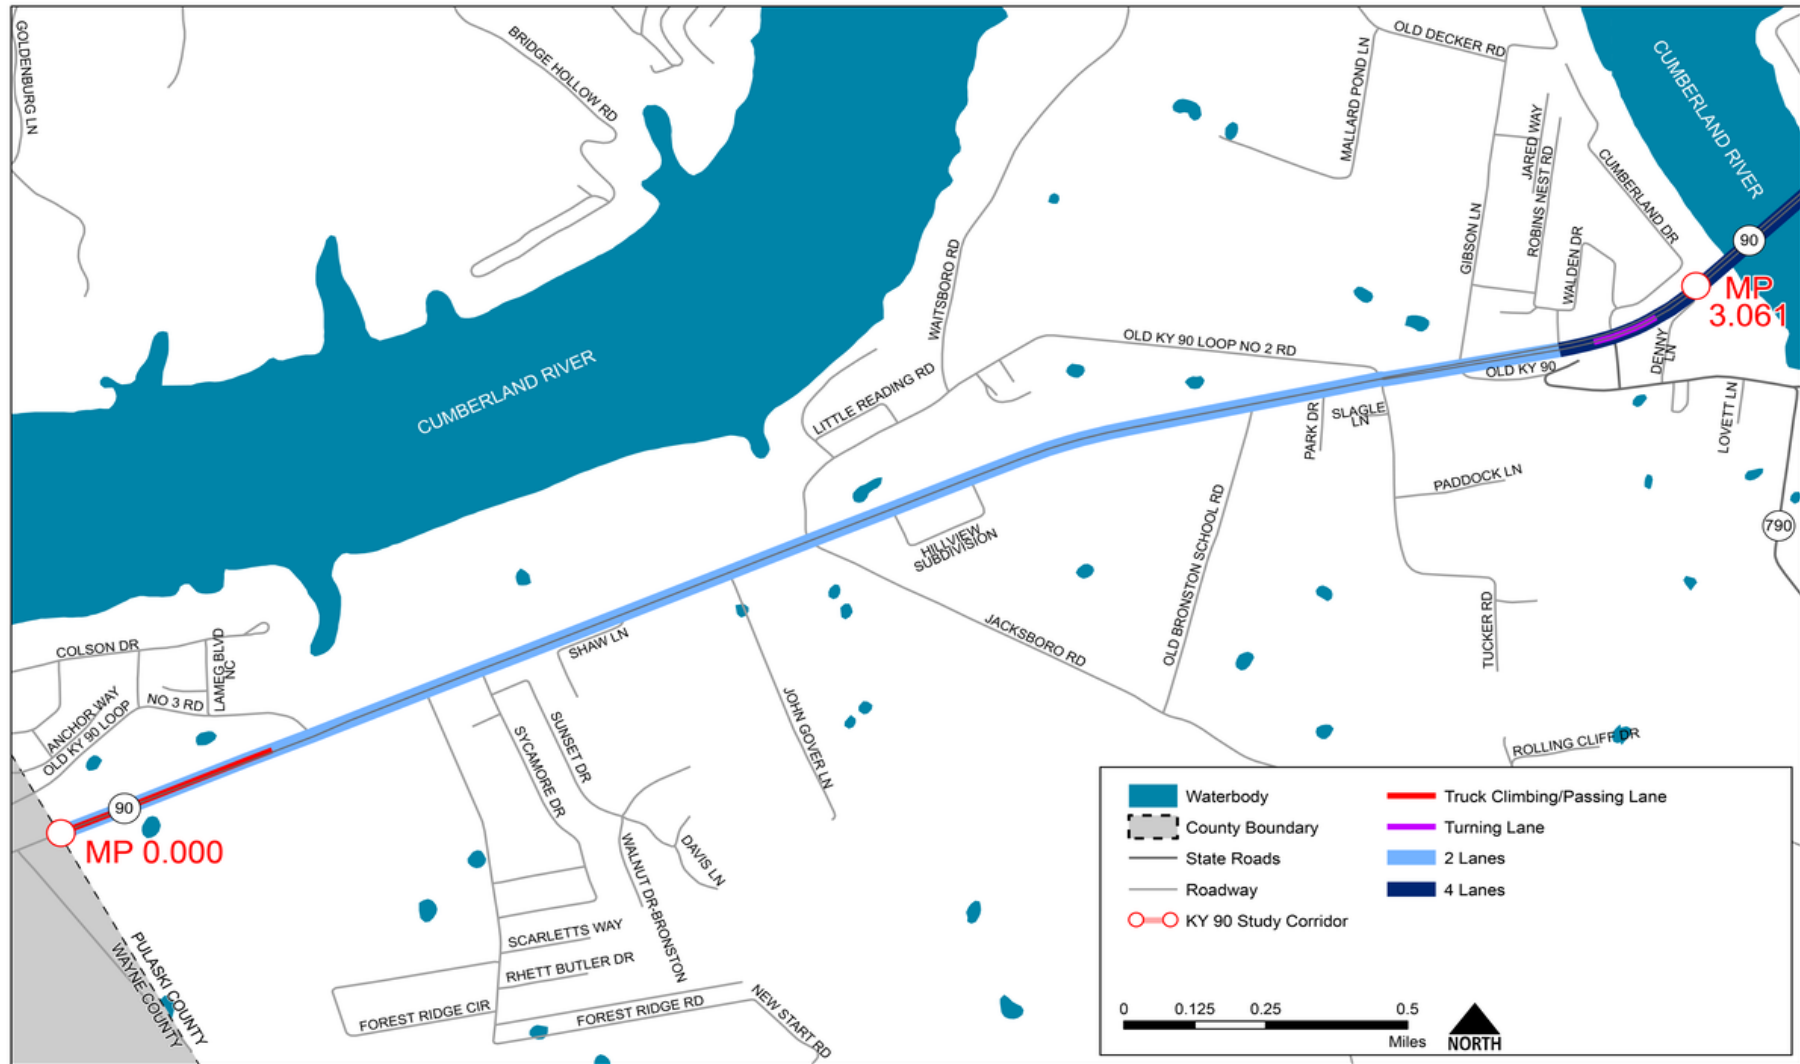 GOLDENBURG LN
BRIDGE HOLLOW RD
OLD DECKER RD
MALLARD POND LN
CUMBERLAND RIVER
JARED WAY
ROBINS NEST RD
CUMBERLAND DR
GIBSON LN
WALDEN DR
WAITSBORO RD
90
MP
3.061
OLD KY 90 LOOP NO 2 RD
DENNY
LN
OLD KY 90
LITTLE READING RD
CUMBERLAND RIVER
PARK DR
SLAGLE
LN
LOVETT LN
PADDOCK LN
790
HILLVIEW
SUBDIVISION
OLD BRONSTON SCHOOL RD
JACKSBORO RD
TUCKER RD
SHAW LN
COLSON DR
LAMEG BLVD
NC
NO 3 RD
ANCHOR WAY
OLD KY 90 LOOP
JOHN GOVER LN
SUNSET DR
SYCAMORE DR
ROLLING CLIFF DR
90
MP 0.000
WALNUT DR-BRONSTON
DAVIS LN
SCARLETTS WAY
RHETT BUTLER DR
FOREST RIDGE CIR
FOREST RIDGE RD
NEW START RD
PULASKI COUNTY
WAYNE COUNTY
Waterbody
County Boundary
State Roads
Roadway
KY 90 Study Corridor
Truck Climbing/Passing Lane
Turning Lane
2 Lanes
4 Lanes
0 0.125 0.25 0.5
Miles
NORTH